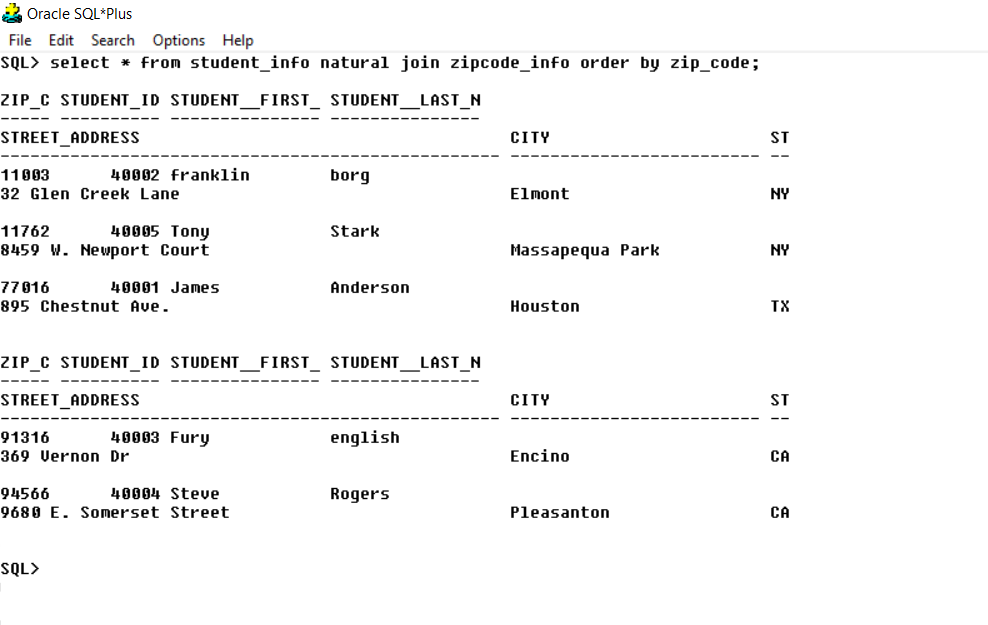 Oracle SQL*Plus
File Edit Search Options Help
SQL> select * from student_info natural join zipcode_info order by zip_code;
ZIP_C STUDENT_ID STUDENT__FIRST_ STUDENT__LAST_N
----- ---------- --------------- ---------------
STREET_ADDRESS CITY ST
-------------------------------------------------- ------------------------- --
11003 40002 franklin borg
32 Glen Creek Lane Elmont NY
11762 40005 Tony Stark
8459 W. Newport Court Massapequa Park NY
77016 40001 James Anderson
895 Chestnut Ave. Houston TX
ZIP_C STUDENT_ID STUDENT__FIRST_ STUDENT__LAST_N
----- ---------- --------------- ---------------
STREET_ADDRESS CITY ST
-------------------------------------------------- ------------------------- --
91316 40003 Fury english
369 Vernon Dr Encino CA
94566 40004 Steve Rogers
9680 E. Somerset Street Pleasanton CA
SQL>